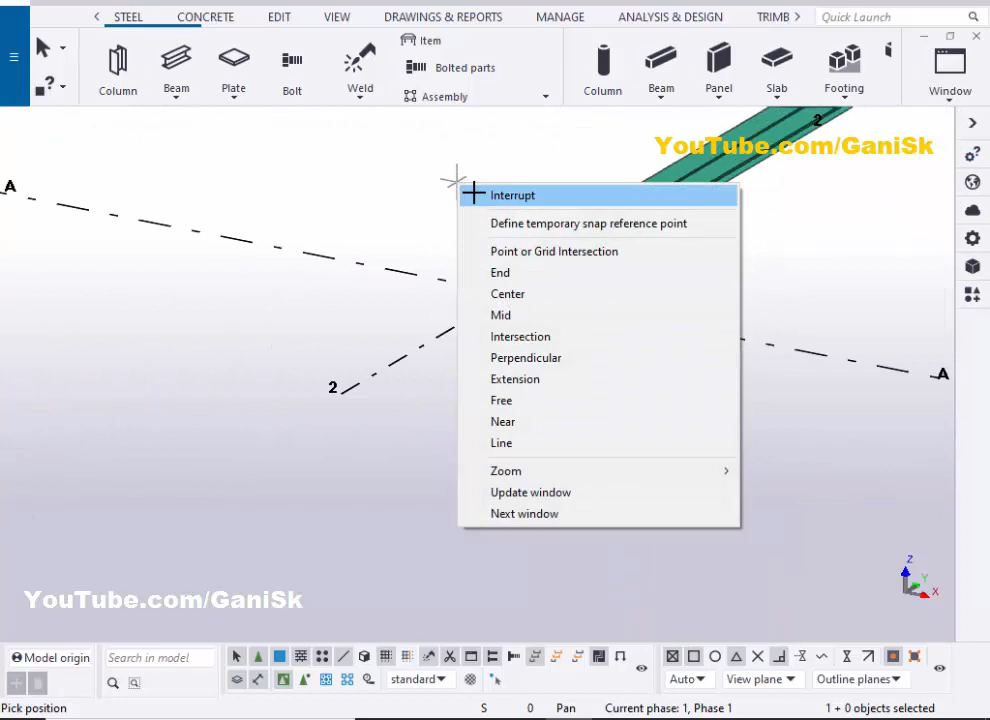 STEEL CONCRETE EDIT VIEW DRAWINGS & REPORTS MANAGE ANALYSIS & DESIGN TRIMB Quick Launch
Item
Bolted parts
Assembly
Column Beam Plate Bolt Weld Column Beam Panel Slab Footing Window
2
YouTube.com/GaniSk
A
Interrupt
Define temporary snap reference point
Point or Grid Intersection
End
Center
Mid
Intersection
Perpendicular
Extension
Free
Near
Line
Zoom
Update window
Next window
2
A
Z
Y
X
YouTube.com/GaniSk
Model origin Search in model
standard Auto View plane Outline planes
Pick position S 0 Pan Current phase: 1, Phase 1 1 + 0 objects selected